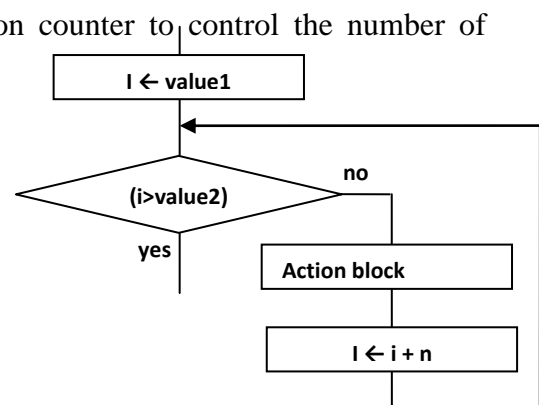 on counter to control the number of
I ← value1
no
(i>value2)
yes
Action block
I ← i + n